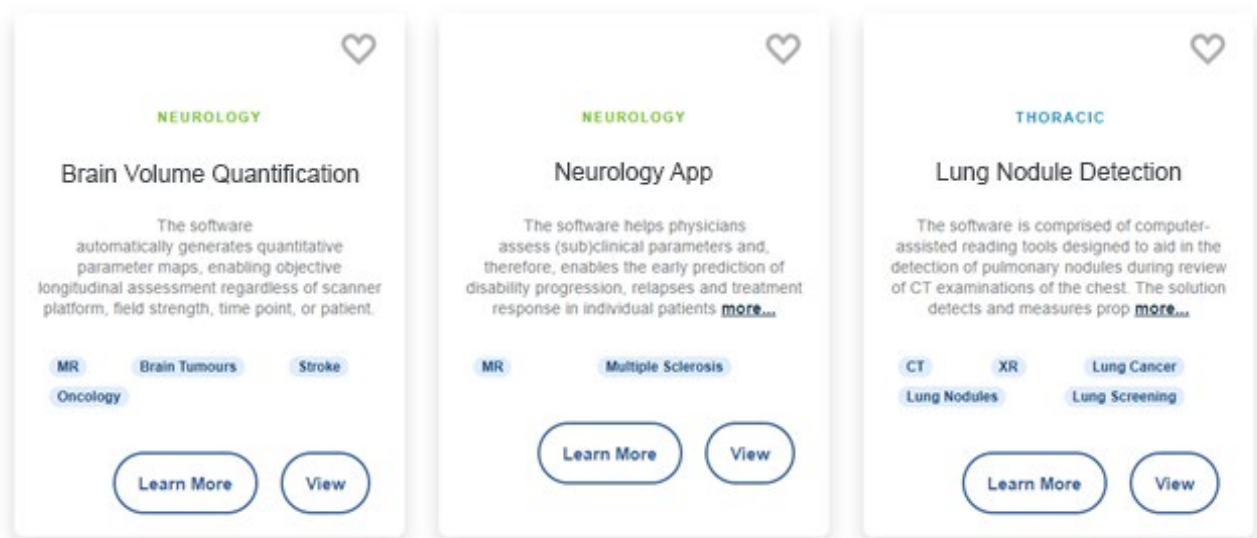 NEUROLOGY
Brain Volume Quantification
The software
automatically generates quantitative
parameter maps, enabling objective
longitudinal assessment regardless of scanner
platform, field strength, time point, or patient.
MR Brain Tumours Stroke
Oncology
Learn More View
NEUROLOGY
Neurology App
The software helps physicians
assess (sub)clinical parameters and,
therefore, enables the early prediction of
disability progression, relapses and treatment
response in individual patients more...
MR Multiple Sclerosis
Learn More View
THORACIC
Lung Nodule Detection
The software is comprised of computer-
assisted reading tools designed to aid in the
detection of pulmonary nodules during review
of CT examinations of the chest. The solution
detects and measures prop more...
CT XR Lung Cancer
Lung Nodules Lung Screening
Learn More View